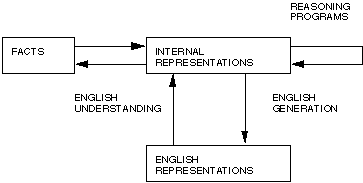 REASONING
PROGRAMS
FACTS
INTERNAL
REPRESENTATIONS
ENGLISH
UNDERSTANDING
ENGLISH
GENERATION
ENGLISH
REPRESENTATIONS